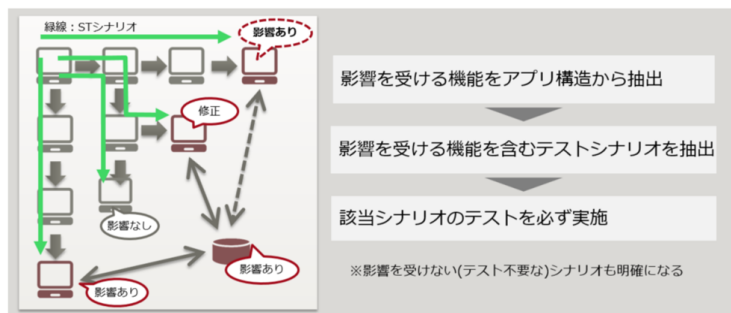 緑線：STシナリオ
影響あり
修正
影響なし
影響あり
影響あり
影響を受ける機能をアプリ構造から抽出
影響を受ける機能を含むテストシナリオを抽出
該当シナリオのテストを必ず実施
※影響を受けない(テスト不要な)シナリオも明確になる